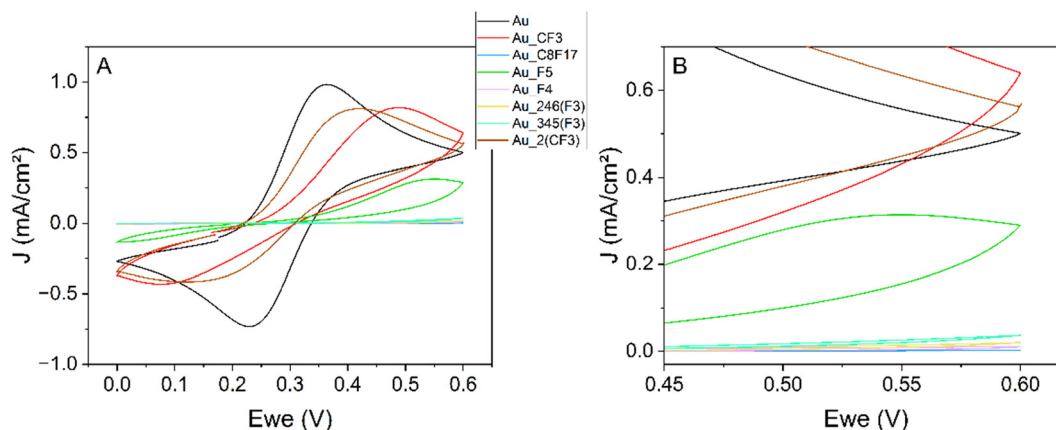 Au
Au_CF3
Au_C8F17
Au_F5
Au_F4
Au_246(F3)
Au_345(F3)
Au_2(CF3)
A
1.0
0.5
0.0
−0.5
−1.0
J (mA/cm²)
0.0 0.1 0.2 0.3 0.4 0.5 0.6
Ewe (V)
B
0.6
0.4
0.2
0.0
J (mA/cm²)
0.45 0.50 0.55 0.60
Ewe (V)